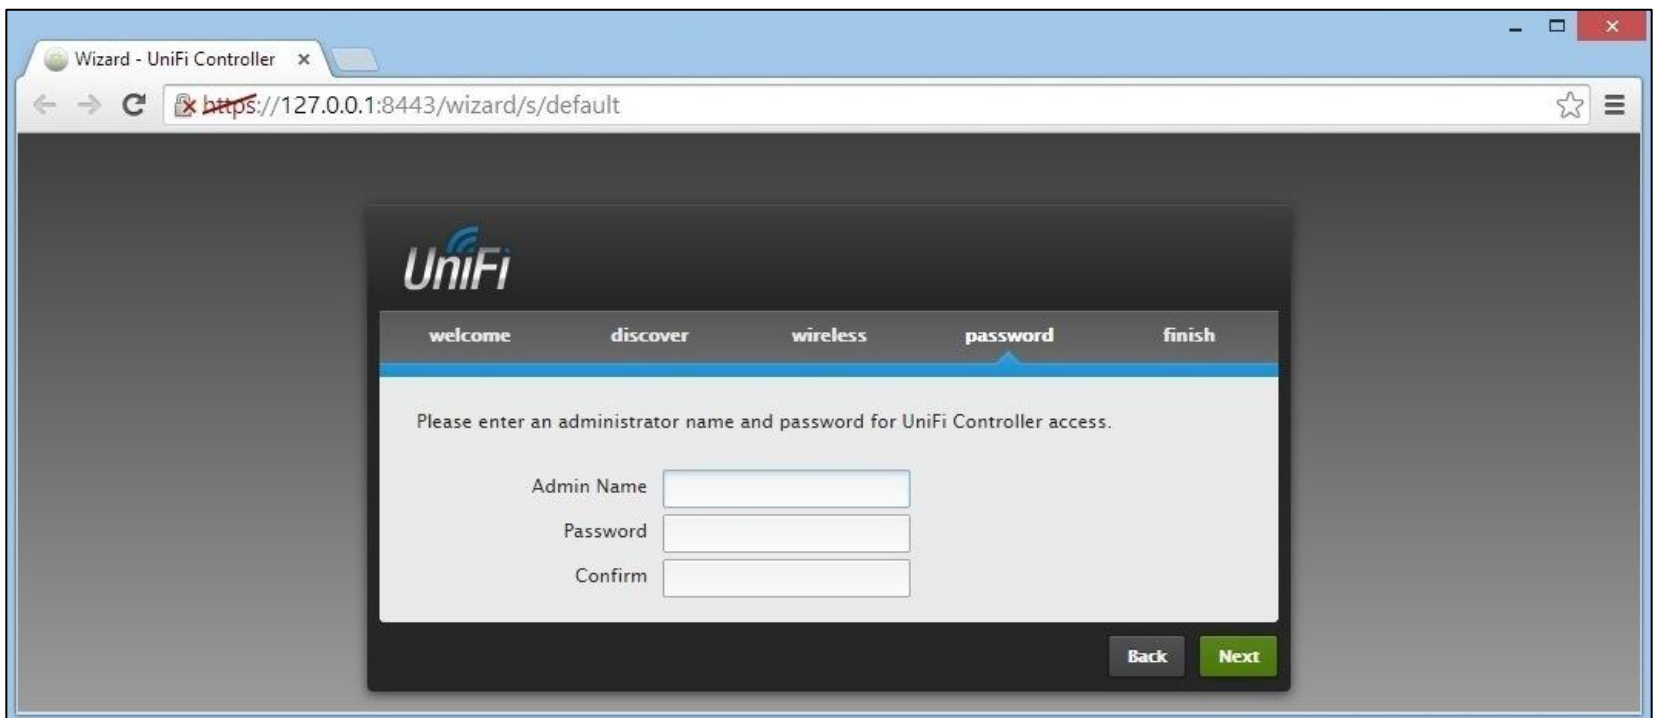 Wizard - UniFi Controller
https://127.0.0.1:8443/wizard/s/default
UniFi
welcome discover wireless password finish
Please enter an administrator name and password for UniFi Controller access.
Admin Name
Password
Confirm
Back Next